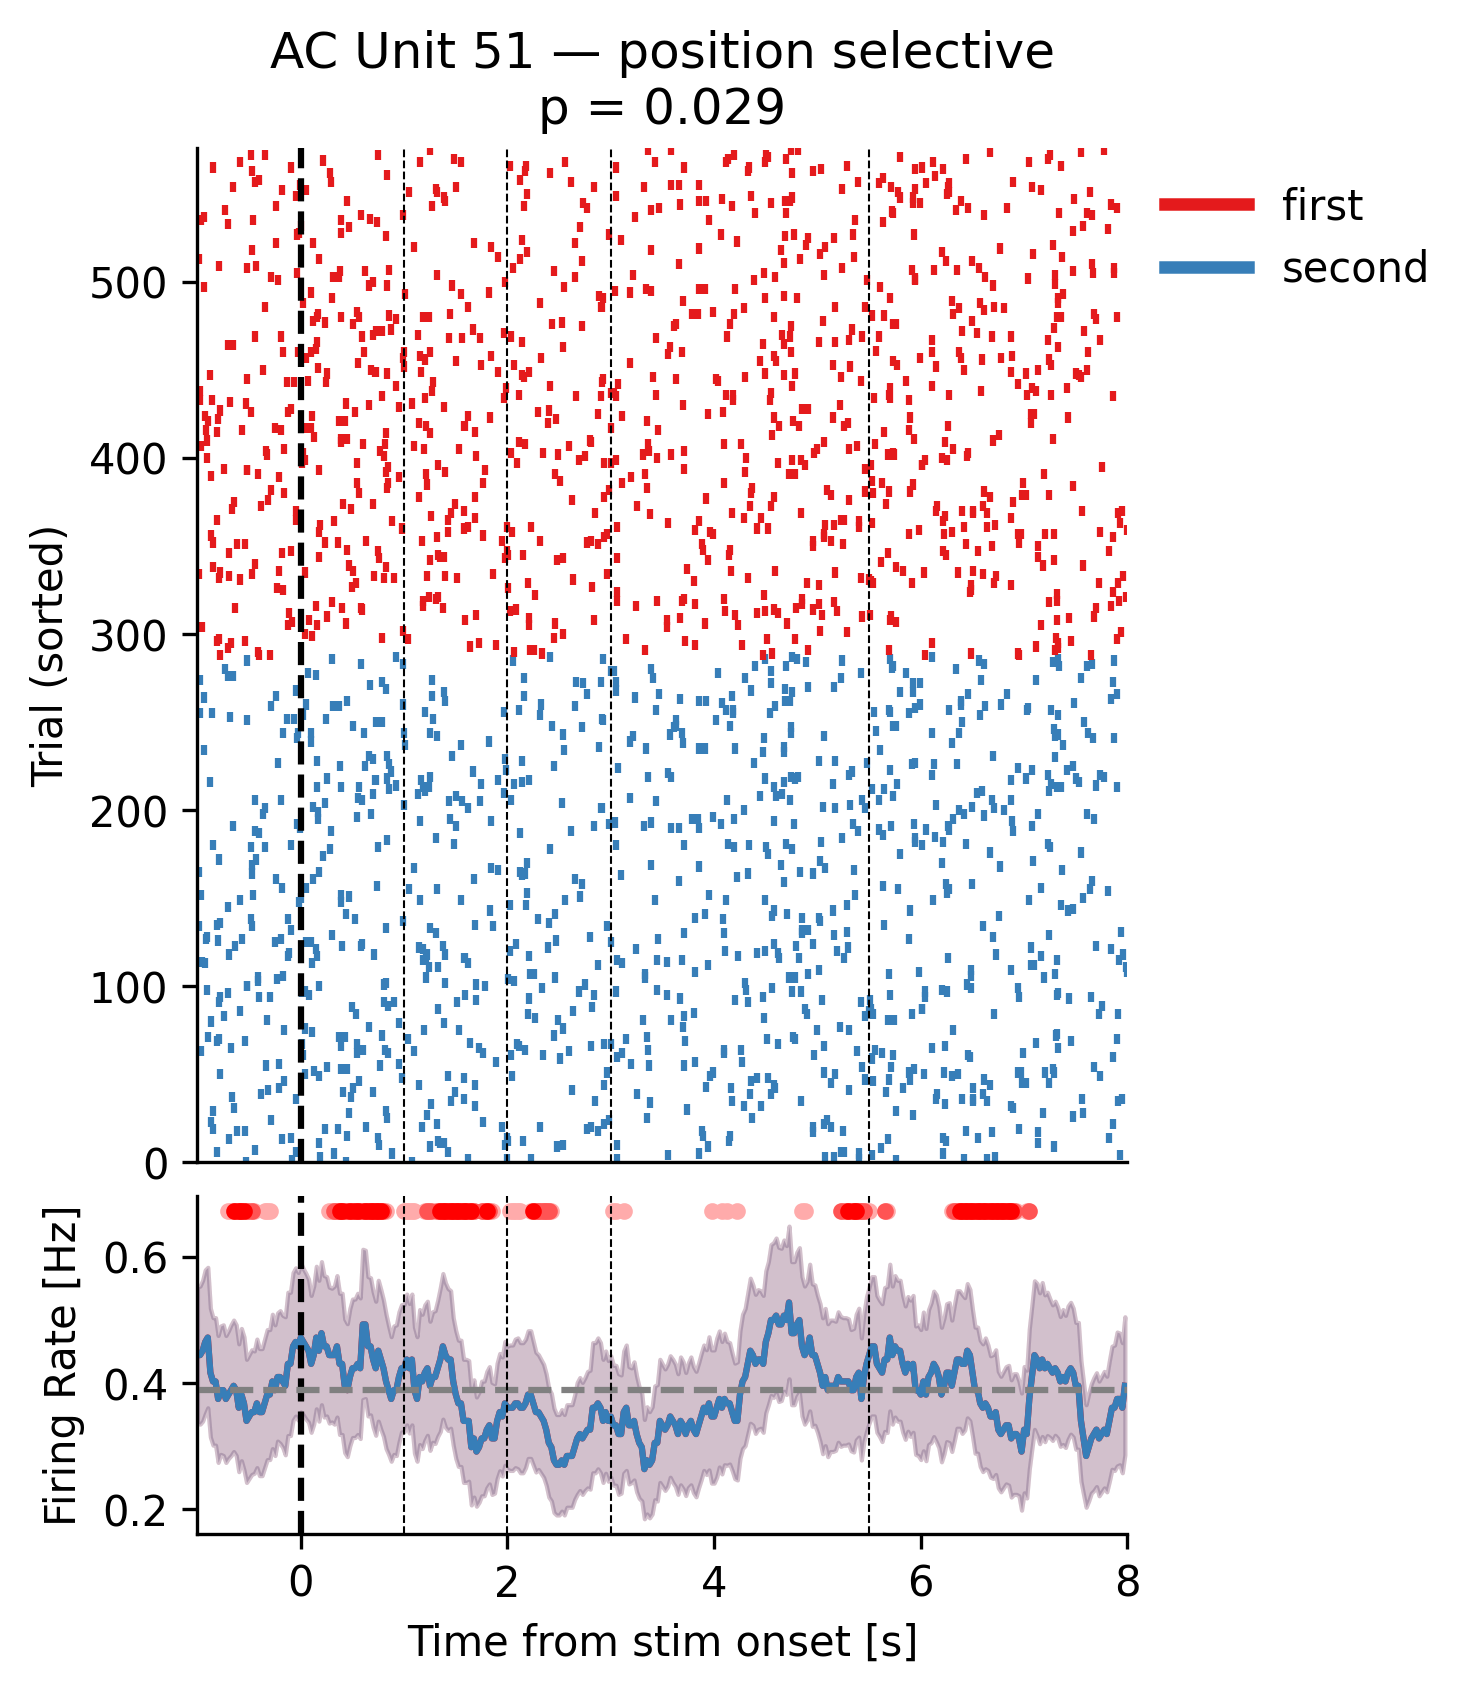 AC Unit 51 — position selective
p = 0.029
first
second
Trial (sorted)
500
400
300
200
100
0
Firing Rate [Hz]
0.6
0.4
0.2
0 2 4 6 8
Time from stim onset [s]